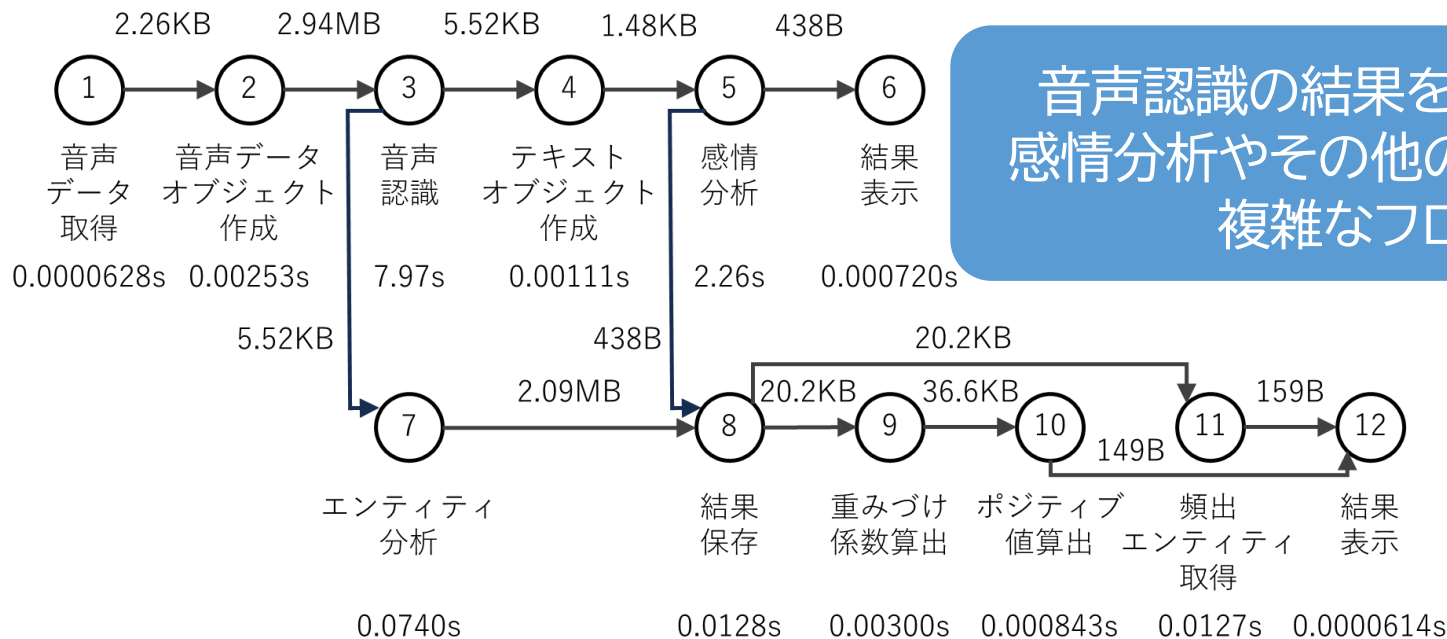 2.26KB 2.94MB 5.52KB 1.48KB 438B
1 2 3 4 5 6
音声
データ
取得
音声データ
オブジェクト
作成
音声
認識
テキスト
オブジェクト
作成
感情
分析
結果
表示
0.0000628s 0.00253s 7.97s 0.00111s 2.26s 0.000720s
音声認識の結果を
感情分析やその他の
複雑なフロ
5.52KB 438B 20.2KB
2.09MB 20.2KB 36.6KB 159B
7 8 9 10 11 12
149B
エンティティ
分析
結果
保存
重みづけ
係数算出
ポジティブ
値算出
頻出
エンティティ
取得
結果
表示
0.0740s 0.0128s 0.00300s 0.000843s 0.0127s 0.0000614s